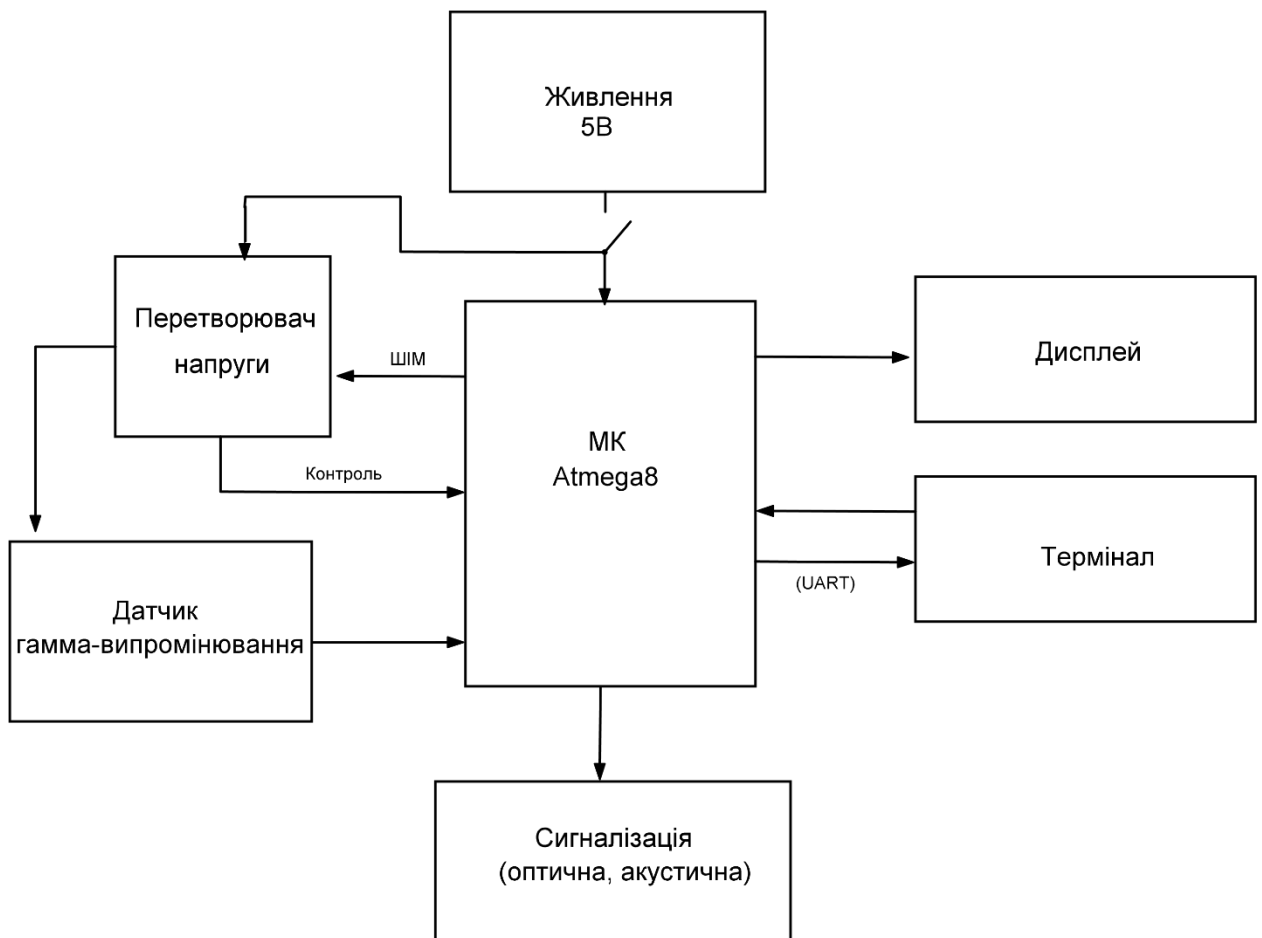 Живлення
5В
Перетворювач
напруги
ШІМ
Дисплей
МК
Atmega8
Контроль
Термінал
(UART)
Датчик
гамма-випромінювання
Сигналізація
(оптична, акустична)